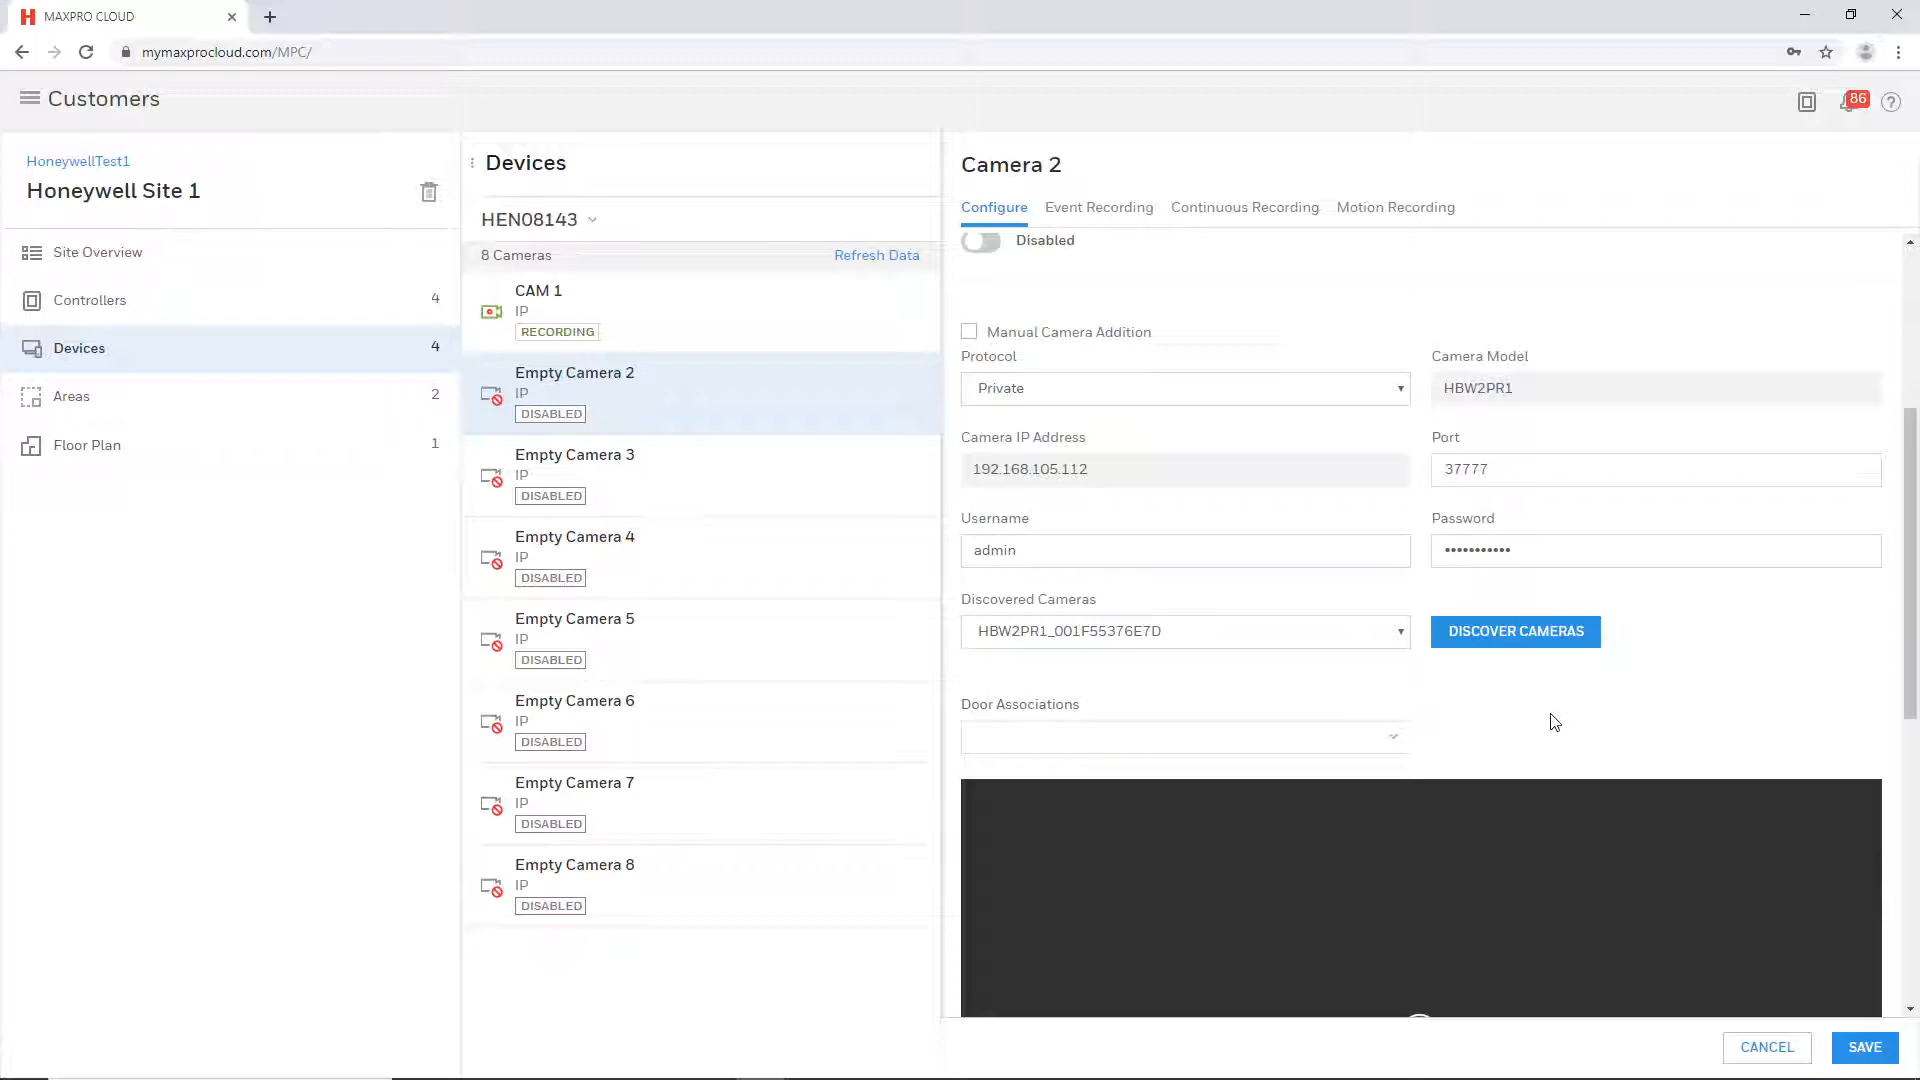 MAXPRO CLOUD
mymaxprocloud.com/MPC/
Customers
86
HoneywellTest1
Honeywell Site 1
Site Overview
Controllers 4
Devices 4
Areas 2
Floor Plan 1
Devices
HEN08143
8 Cameras Refresh Data
CAM 1
IP
RECORDING
Empty Camera 2
IP
DISABLED
Empty Camera 3
IP
DISABLED
Empty Camera 4
IP
DISABLED
Empty Camera 5
IP
DISABLED
Empty Camera 6
IP
DISABLED
Empty Camera 7
IP
DISABLED
Empty Camera 8
IP
DISABLED
Camera 2
Configure Event Recording Continuous Recording Motion Recording
Disabled
Manual Camera Addition
Protocol Camera Model
Private HBW2PR1
Camera IP Address Port
192.168.105.112 37777
Username Password
admin •••••••••••
Discovered Cameras
HBW2PR1_001F55376E7D DISCOVER CAMERAS
Door Associations
CANCEL SAVE